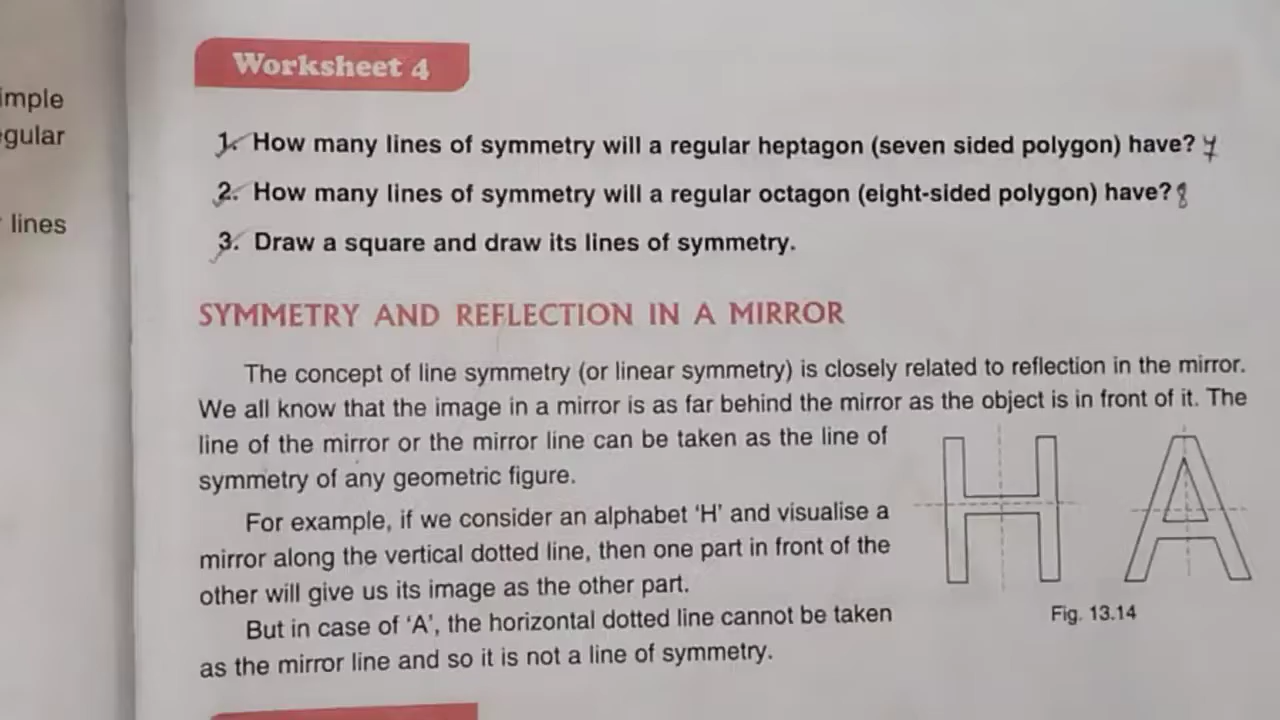 imple
egular
lines
Worksheet 4
1. How many lines of symmetry will a regular heptagon (seven sided polygon) have? 7
2. How many lines of symmetry will a regular octagon (eight-sided polygon) have? 8
3. Draw a square and draw its lines of symmetry.
SYMMETRY AND REFLECTION IN A MIRROR
The concept of line symmetry (or linear symmetry) is closely related to reflection in the mirror.
We all know that the image in a mirror is as far behind the mirror as the object is in front of it. The
line of the mirror or the mirror line can be taken as the line of
symmetry of any geometric figure.
For example, if we consider an alphabet ‘H’ and visualise a
mirror along the vertical dotted line, then one part in front of the
other will give us its image as the other part.
But in case of ‘A’, the horizontal dotted line cannot be taken
as the mirror line and so it is not a line of symmetry.
H A
Fig. 13.14